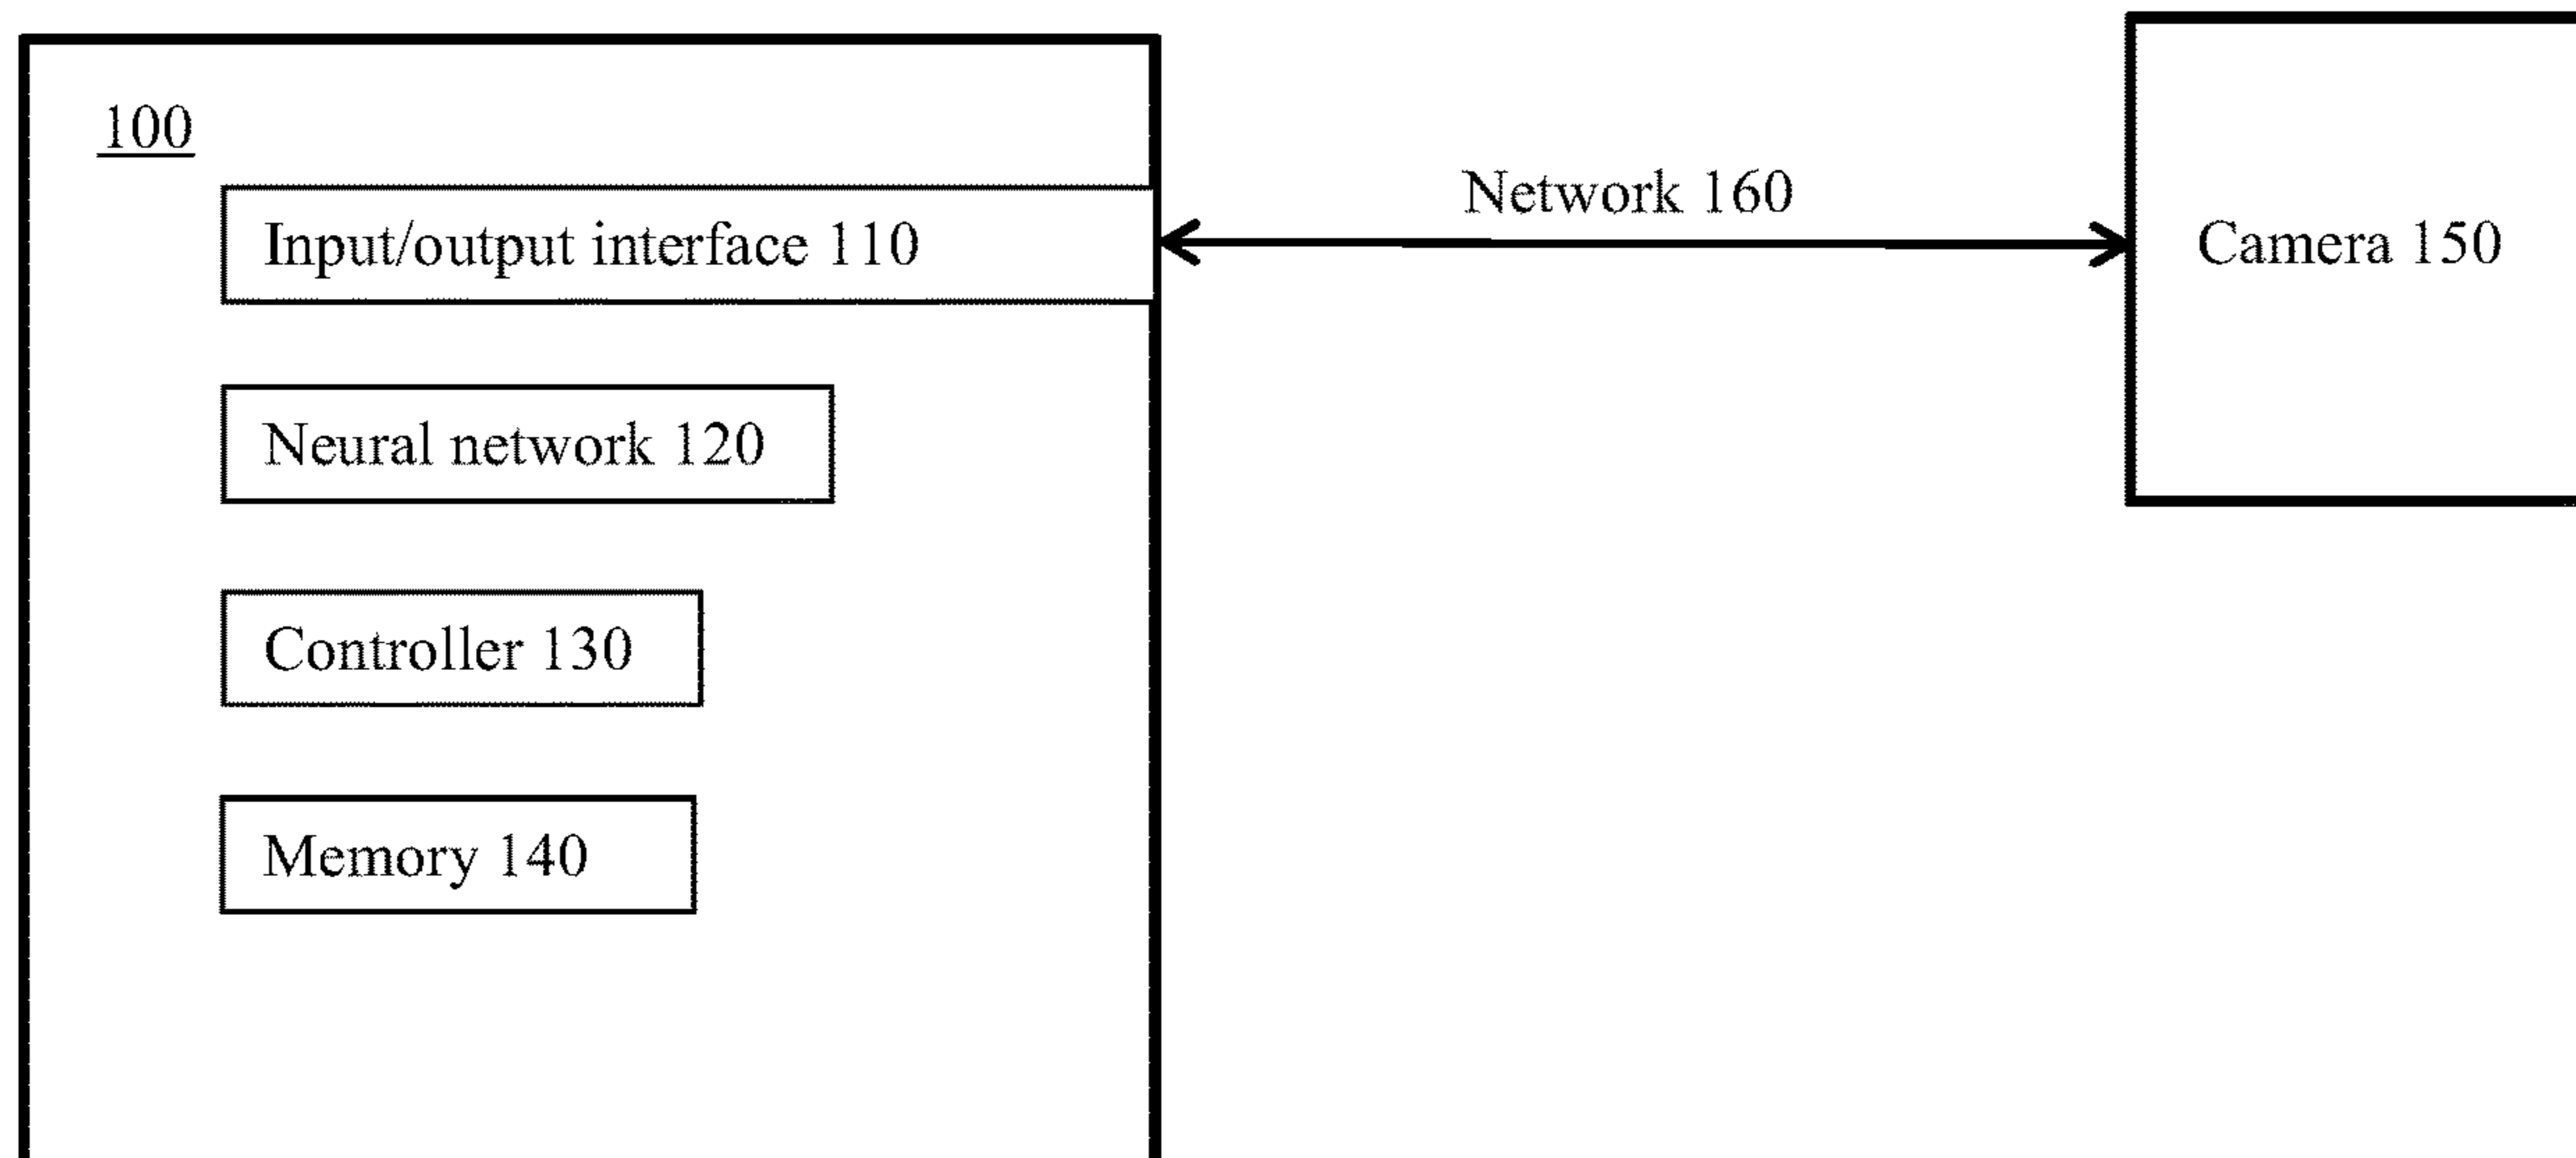 100
Network 160
Input/output interface 110
Camera 150
Neural network 120
Controller 130
Memory 140